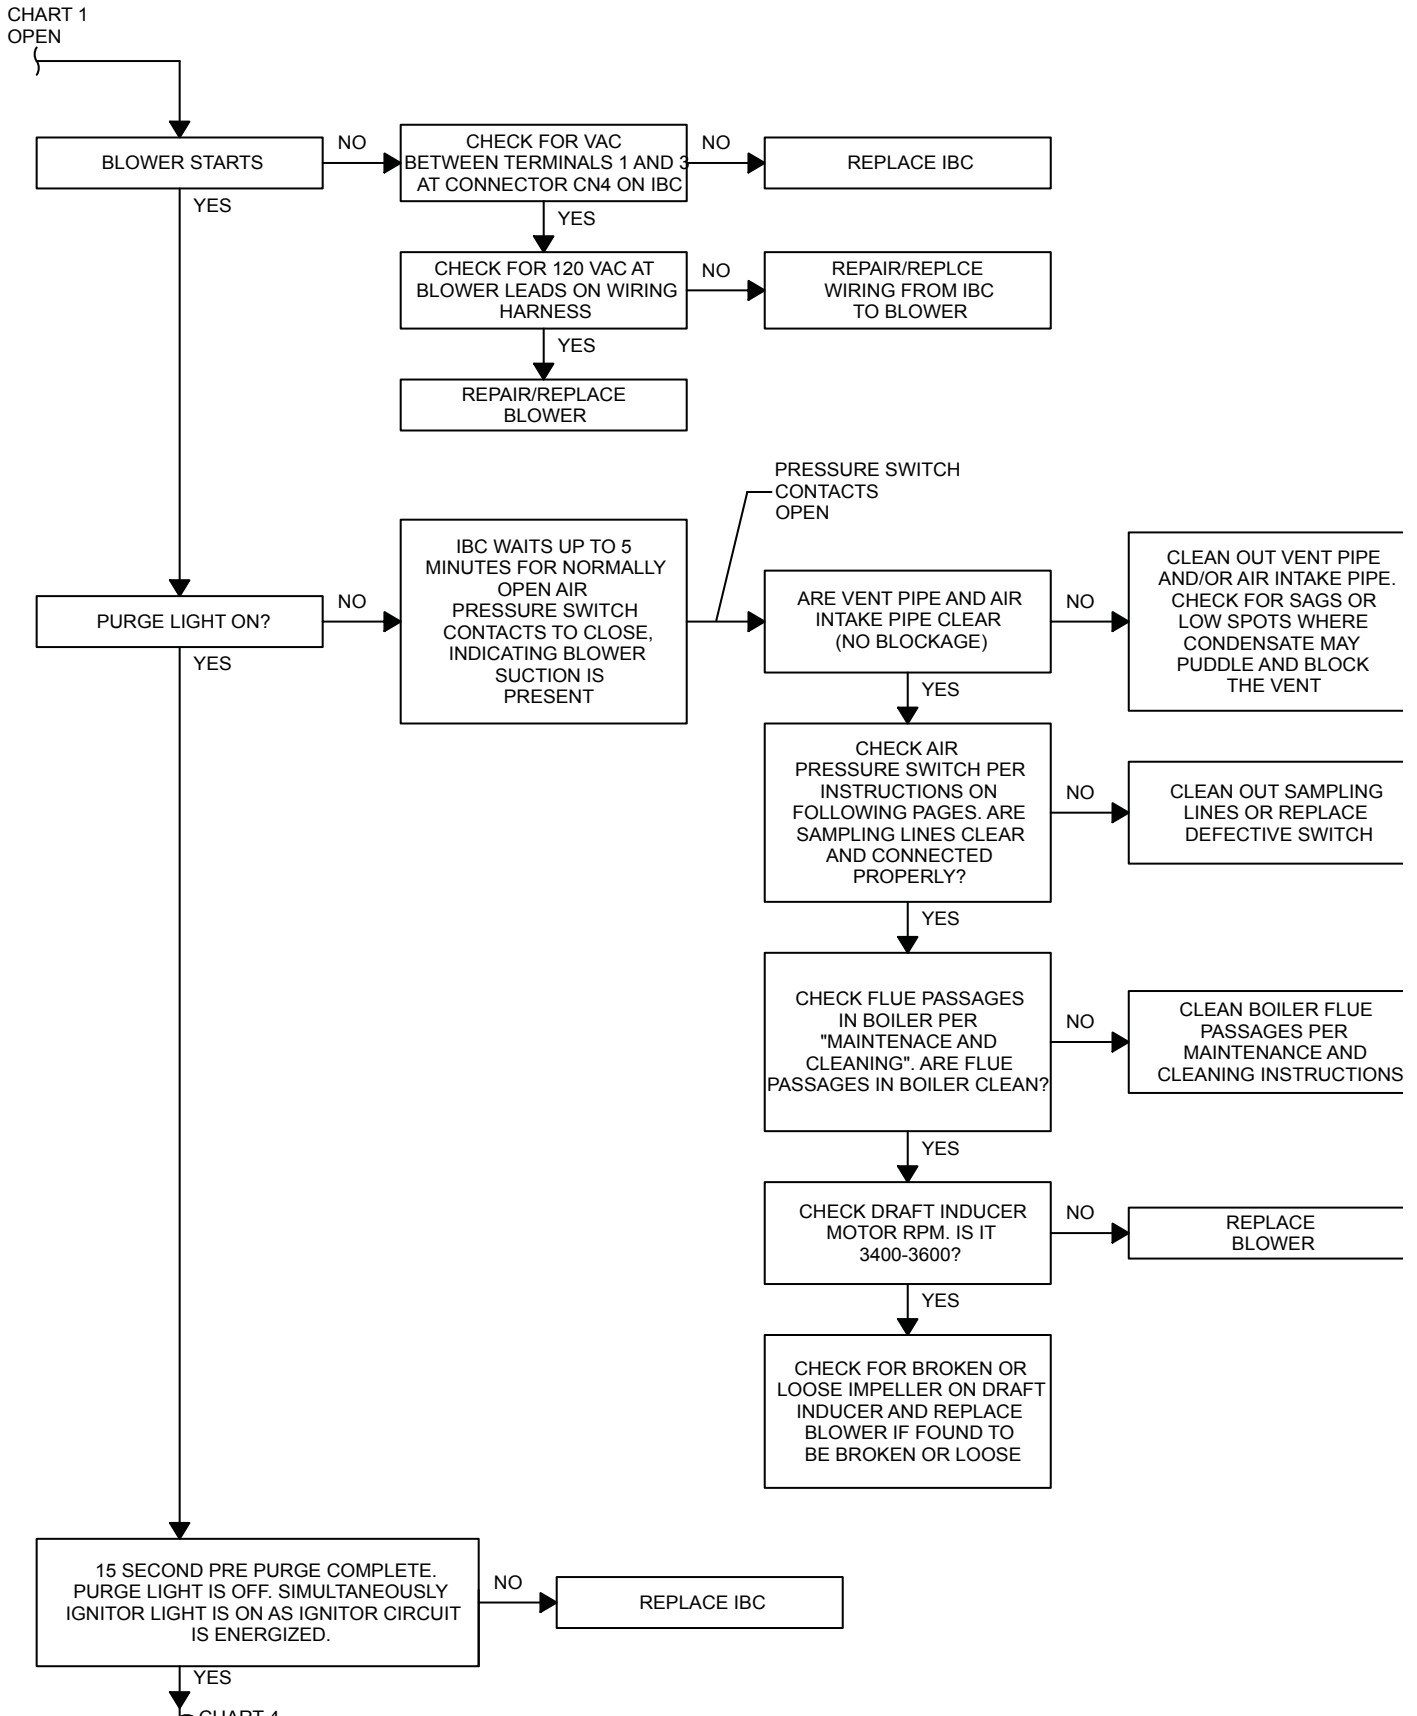 CHART 1
OPEN
BLOWER STARTS
NO
CHECK FOR VAC
BETWEEN TERMINALS 1 AND 3
AT CONNECTOR CN4 ON IBC
NO
REPLACE IBC
YES
YES
CHECK FOR 120 VAC AT
BLOWER LEADS ON WIRING
HARNESS
NO
REPAIR/REPLCE
WIRING FROM IBC
TO BLOWER
YES
REPAIR/REPLACE
BLOWER
PRESSURE SWITCH
CONTACTS
OPEN
PURGE LIGHT ON?
NO
IBC WAITS UP TO 5
MINUTES FOR NORMALLY
OPEN AIR
PRESSURE SWITCH
CONTACTS TO CLOSE,
INDICATING BLOWER
SUCTION IS
PRESENT
ARE VENT PIPE AND AIR
INTAKE PIPE CLEAR
(NO BLOCKAGE)
NO
CLEAN OUT VENT PIPE
AND/OR AIR INTAKE PIPE.
CHECK FOR SAGS OR
LOW SPOTS WHERE
CONDENSATE MAY
PUDDLE AND BLOCK
THE VENT
YES
YES
CHECK AIR
PRESSURE SWITCH PER
INSTRUCTIONS ON
FOLLOWING PAGES. ARE
SAMPLING LINES CLEAR
AND CONNECTED
PROPERLY?
NO
CLEAN OUT SAMPLING
LINES OR REPLACE
DEFECTIVE SWITCH
YES
CHECK FLUE PASSAGES
IN BOILER PER
"MAINTENACE AND
CLEANING". ARE FLUE
PASSAGES IN BOILER CLEAN?
NO
CLEAN BOILER FLUE
PASSAGES PER
MAINTENANCE AND
CLEANING INSTRUCTIONS
YES
CHECK DRAFT INDUCER
MOTOR RPM. IS IT
3400-3600?
NO
REPLACE
BLOWER
YES
CHECK FOR BROKEN OR
LOOSE IMPELLER ON DRAFT
INDUCER AND REPLACE
BLOWER IF FOUND TO
BE BROKEN OR LOOSE
15 SECOND PRE PURGE COMPLETE.
PURGE LIGHT IS OFF. SIMULTANEOUSLY
IGNITOR LIGHT IS ON AS IGNITOR CIRCUIT
IS ENERGIZED.
NO
REPLACE IBC
YES
CHART 4